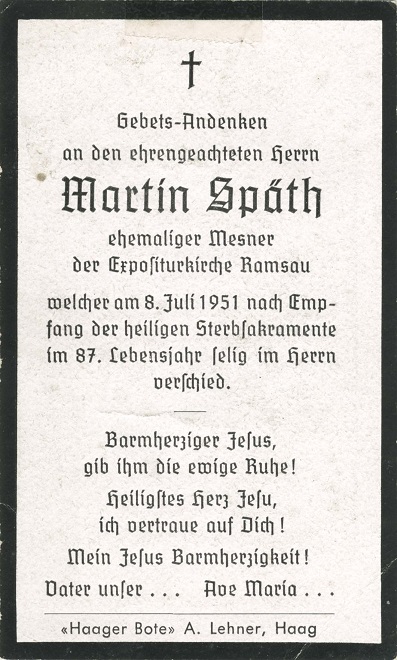 Gebets-Andenken
an den ehrengeachteten Herrn
Martin Späth
ehemaliger Mesner
der Expositurkirche Ramsau
welcher am 8. Juli 1951 nach Emp-
fang der heiligen Sterbsakramente
im 87. Lebensjahr selig im Herrn
verschied.
Barmherziger Jesus,
gib ihm die ewige Ruhe!
Heiligstes Herz Jesu,
ich vertraue auf Dich!
Mein Jesus Barmherzigkeit!
Vater unser . . . Ave Maria . . .
«Haager Bote» A. Lehner, Haag